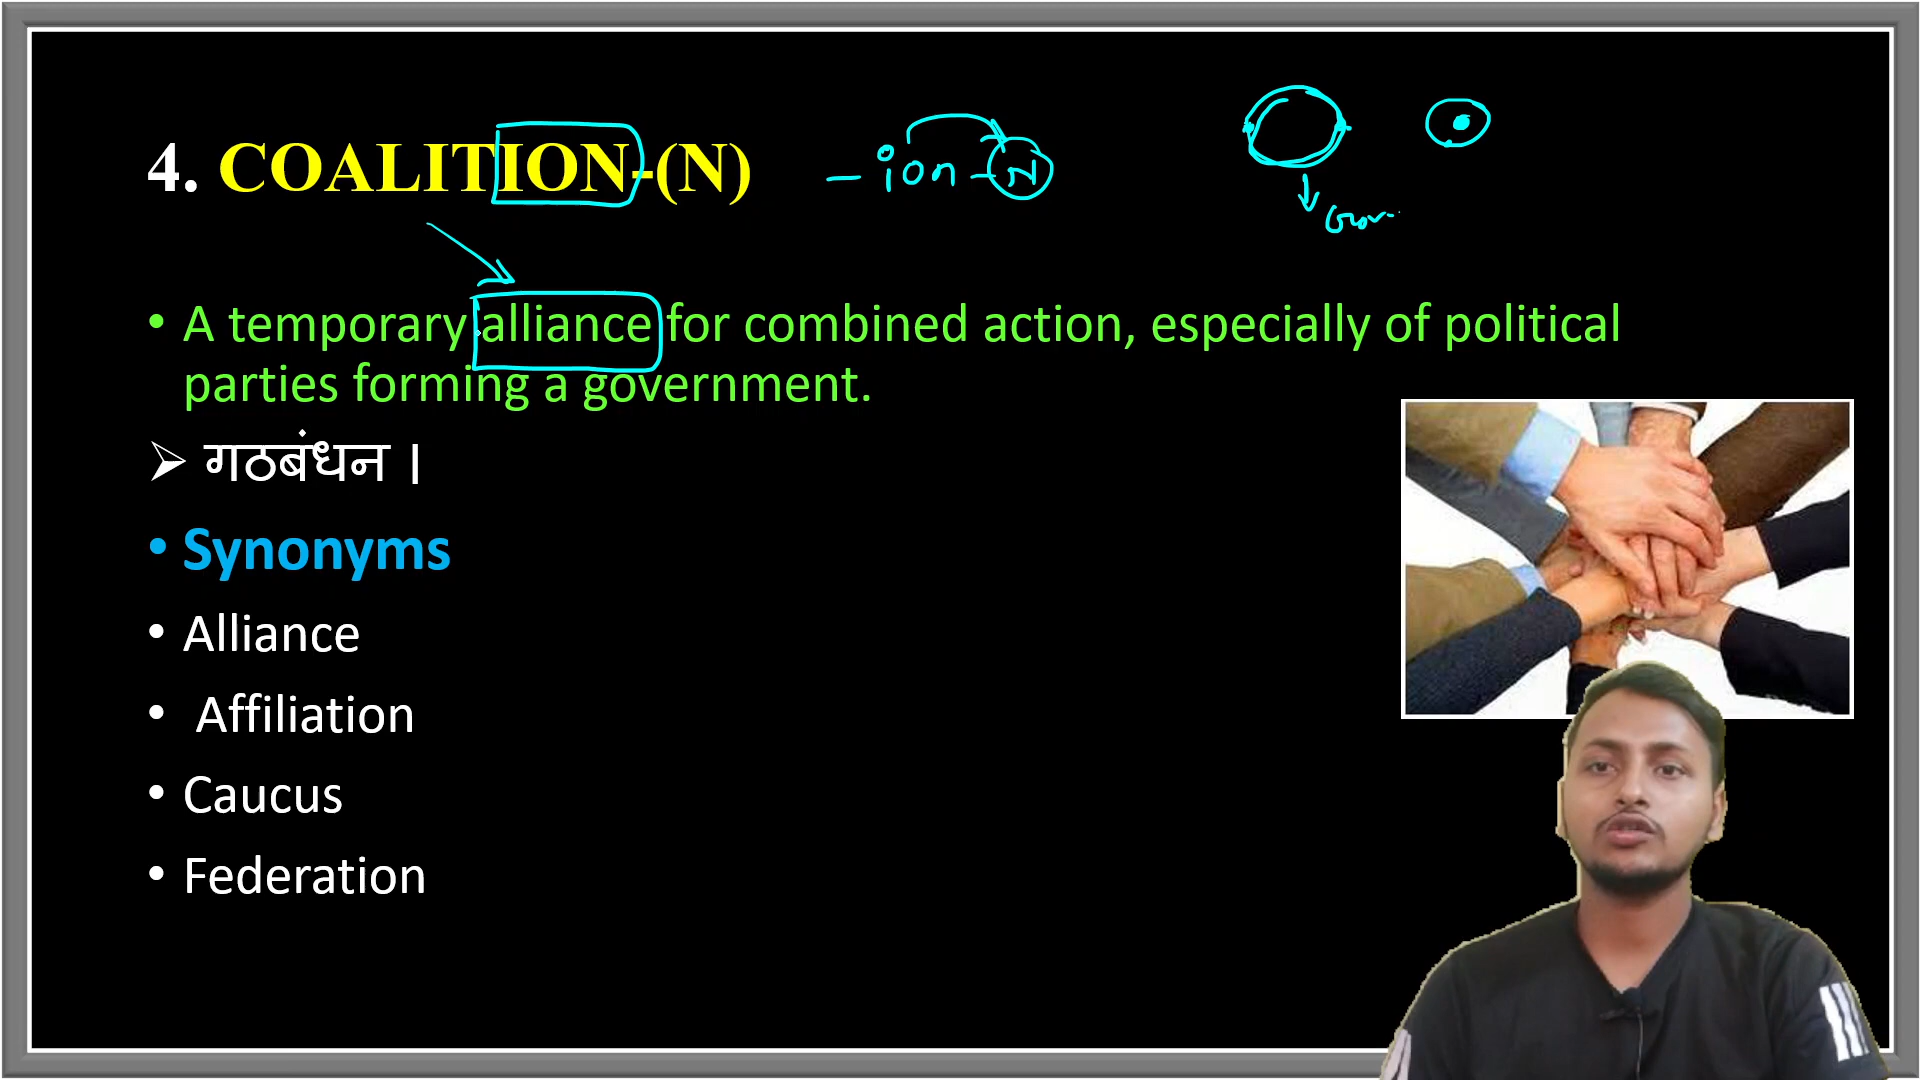 4. COALITION-(N) -ion-N
Gov-
• A temporary alliance for combined action, especially of political
parties forming a government.
➢ गठबंधन ।
• Synonyms
• Alliance
• Affiliation
• Caucus
• Federation